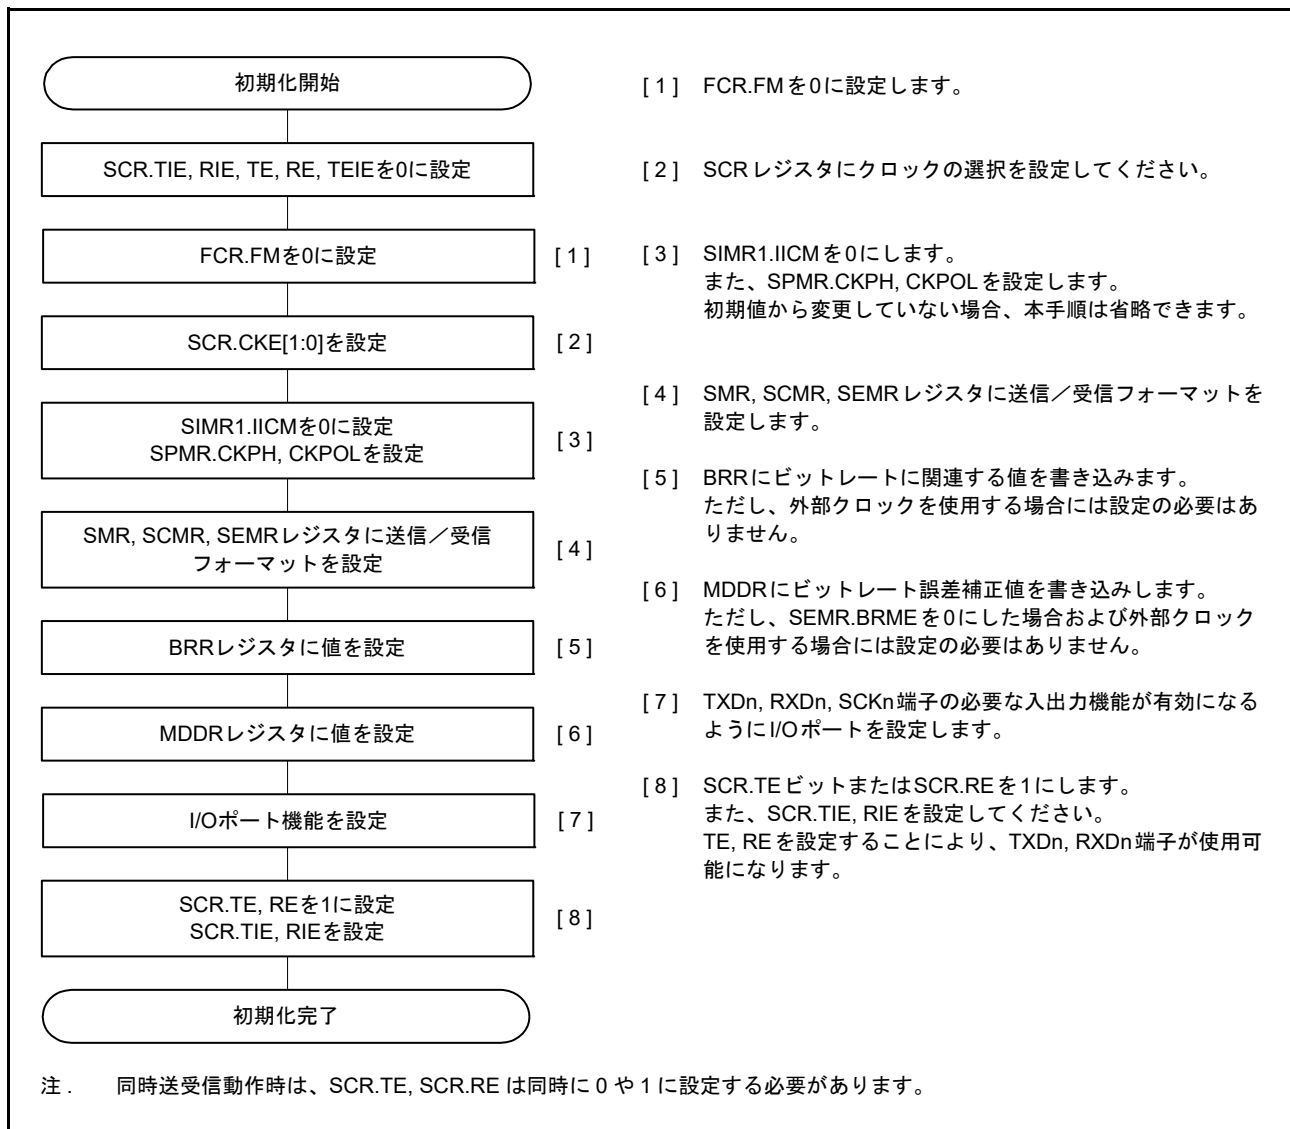 初期化開始
SCR.TIE, RIE, TE, RE, TEIEを0に設定
FCR.FMを0に設定
[ 1 ]
SCR.CKE[1:0]を設定
[ 2 ]
SIMR1.IICMを0に設定
SPMR.CKPH, CKPOLを設定
[ 3 ]
SMR, SCMR, SEMRレジスタに送信／受信
フォーマットを設定
[ 4 ]
BRRレジスタに値を設定
[ 5 ]
MDDRレジスタに値を設定
[ 6 ]
I/Oポート機能を設定
[ 7 ]
SCR.TE, REを1に設定
SCR.TIE, RIEを設定
[ 8 ]
初期化完了
[ 1 ] FCR.FMを0に設定します。
[ 2 ] SCRレジスタにクロックの選択を設定してください。
[ 3 ] SIMR1.IICMを0にします。
また、SPMR.CKPH, CKPOLを設定します。
初期値から変更していない場合、本手順は省略できます。
[ 4 ] SMR, SCMR, SEMRレジスタに送信／受信フォーマットを
設定します。
[ 5 ] BRRにビットレートに関連する値を書き込みます。
ただし、外部クロックを使用する場合には設定の必要はあ
りません。
[ 6 ] MDDRにビットレート誤差補正値を書き込みします。
ただし、SEMR.BRMEを0にした場合および外部クロック
を使用する場合には設定の必要はありません。
[ 7 ] TXDn, RXDn, SCKn端子の必要な入出力機能が有効になる
ようにI/Oポートを設定します。
[ 8 ] SCR.TEビットまたはSCR.REを1にします。
また、SCR.TIE, RIEを設定してください。
TE, REを設定することにより、TXDn, RXDn端子が使用可
能になります。
注 . 同時送受信動作時は、SCR.TE, SCR.RE は同時に 0 や 1 に設定する必要があります。